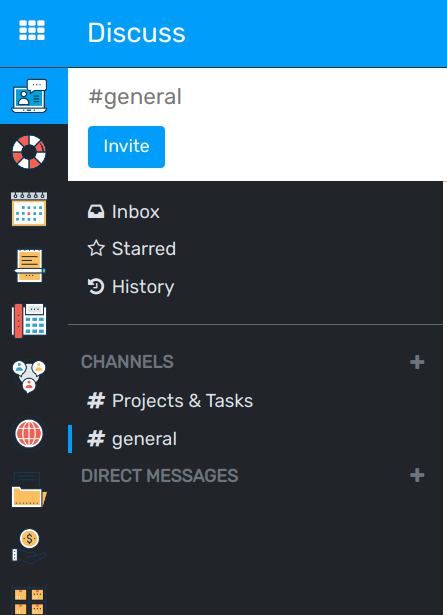 Discuss
#general
Invite
Inbox
Starred
History
CHANNELS
# Projects & Tasks
# general
DIRECT MESSAGES